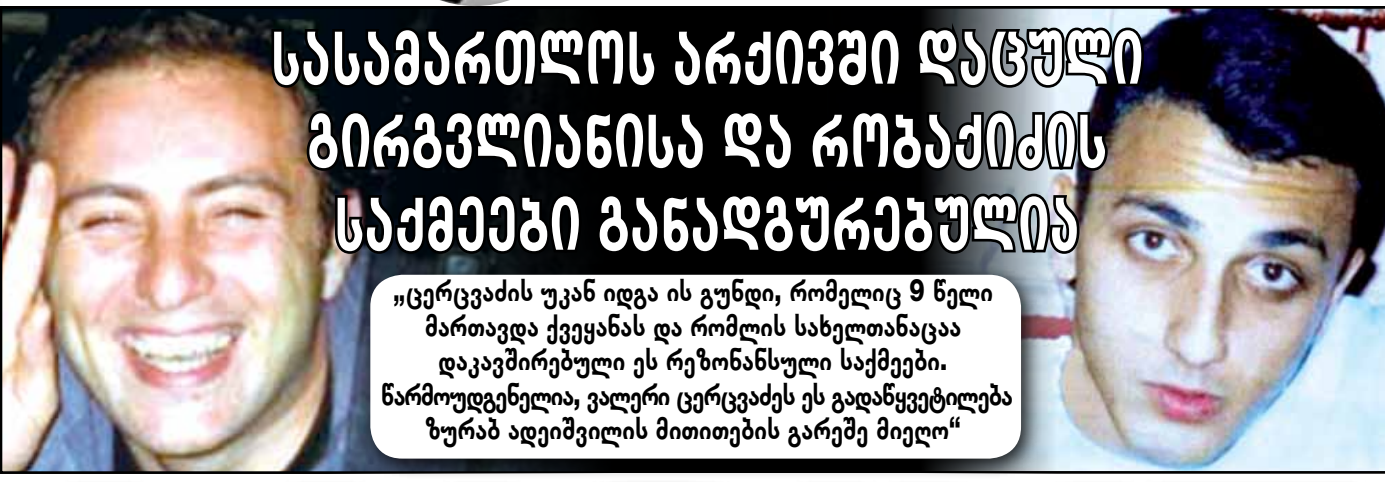 სასამართლოს არქივში დაცული
გირგვლიანისა და რობაქიძის
საქმეები განადგურებულია
„ცერცვაძის უკან იდგა ის გუნდი, რომელიც 9 წელი
მართავდა ქვეყანას და რომლის სახელთანაცაა
დაკავშირებული ეს რეზონანსული საქმეები.
წარმოუდგენელია, ვალერი ცერცვაძეს ეს გადაწყვეტილება
ზურაბ ადეიშვილის მითითების გარეშე მიეღო“